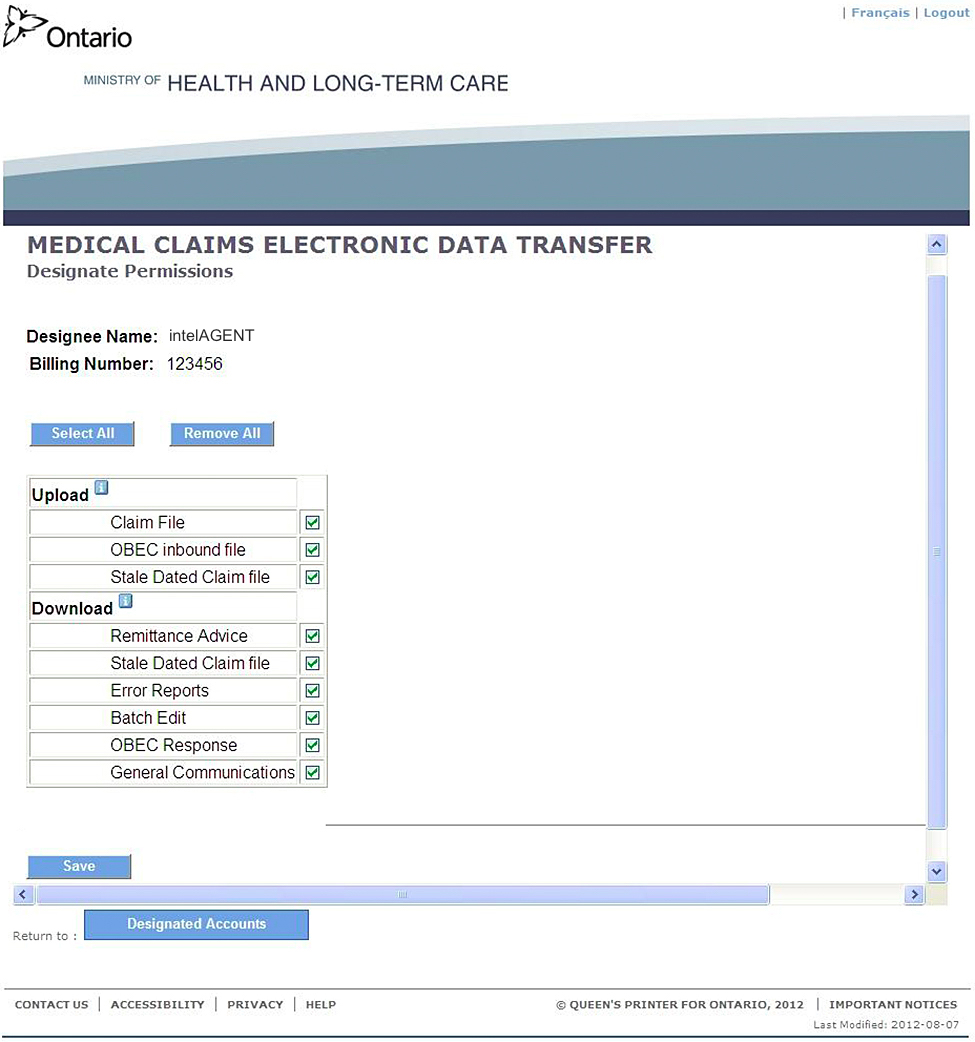 | Français | Logout
Ontario
MINISTRY OF HEALTH AND LONG-TERM CARE
MEDICAL CLAIMS ELECTRONIC DATA TRANSFER
Designate Permissions
Designee Name: intelAGENT
Billing Number: 123456
Select All Remove All
Upload
Claim File
OBEC inbound file
Stale Dated Claim file
Download
Remittance Advice
Stale Dated Claim file
Error Reports
Batch Edit
OBEC Response
General Communications
Save
Return to : Designated Accounts
CONTACT US | ACCESSIBILITY | PRIVACY | HELP © QUEEN'S PRINTER FOR ONTARIO, 2012 | IMPORTANT NOTICES
Last Modified: 2012-08-07